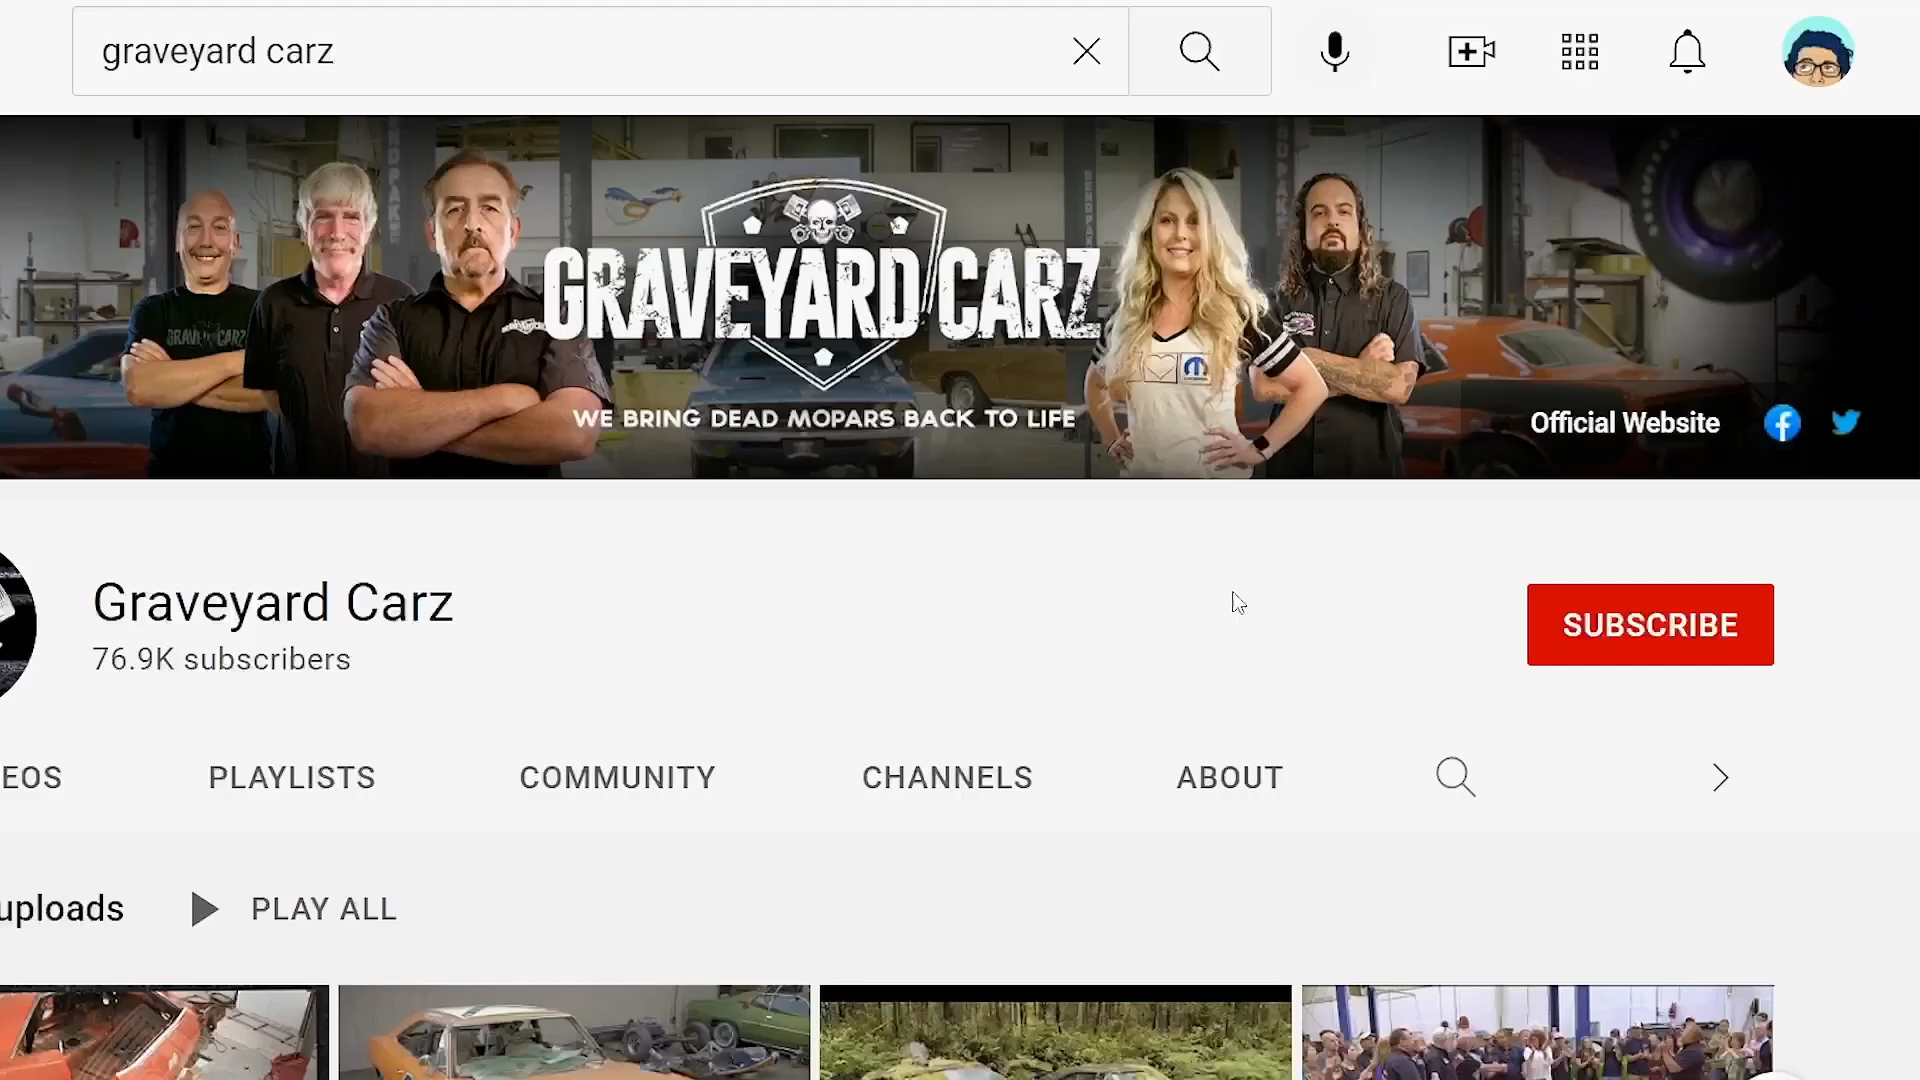 graveyard carz
GRAVEYARD CARZ
WE BRING DEAD MOPARS BACK TO LIFE
Official Website
Graveyard Carz
76.9K subscribers
SUBSCRIBE
EOS PLAYLISTS COMMUNITY CHANNELS ABOUT
uploads PLAY ALL